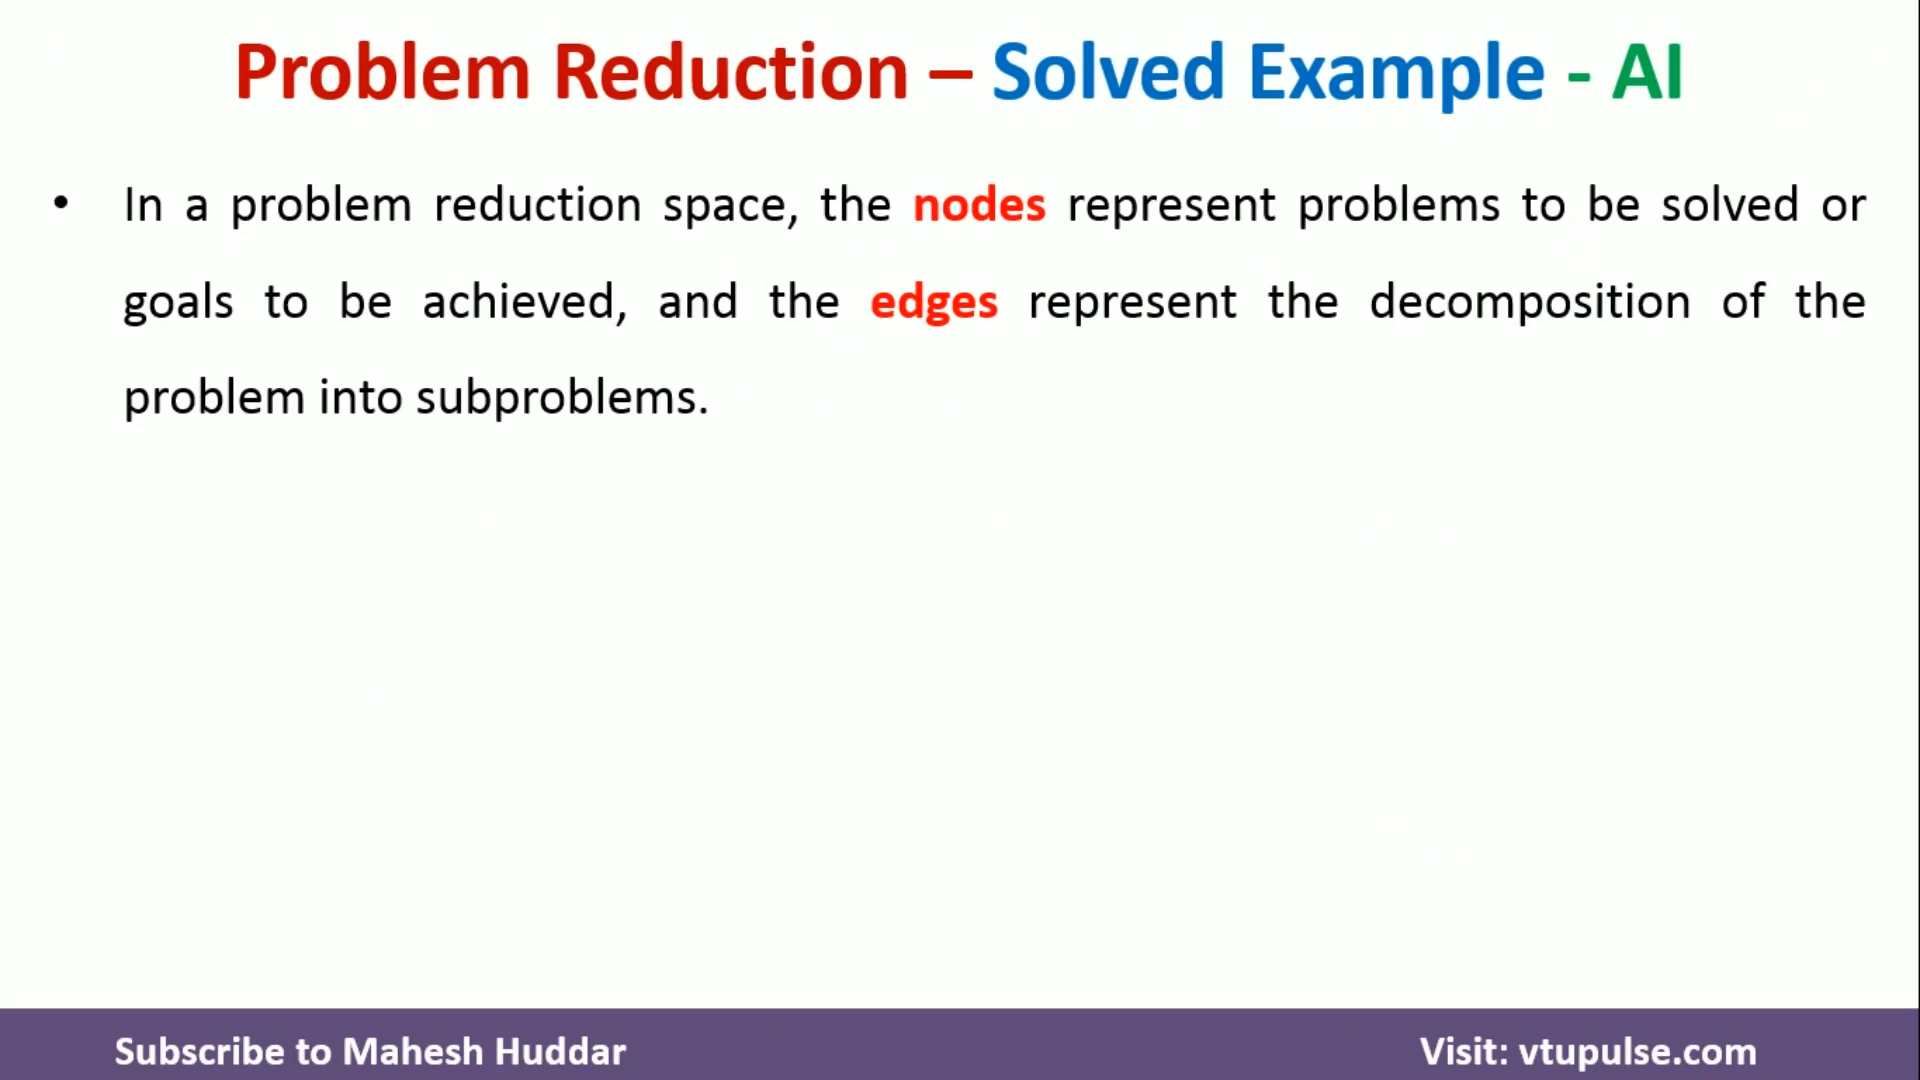 Problem Reduction – Solved Example - AI
• In a problem reduction space, the nodes represent problems to be solved or
goals to be achieved, and the edges represent the decomposition of the
problem into subproblems.
Subscribe to Mahesh Huddar
Visit: vtupulse.com